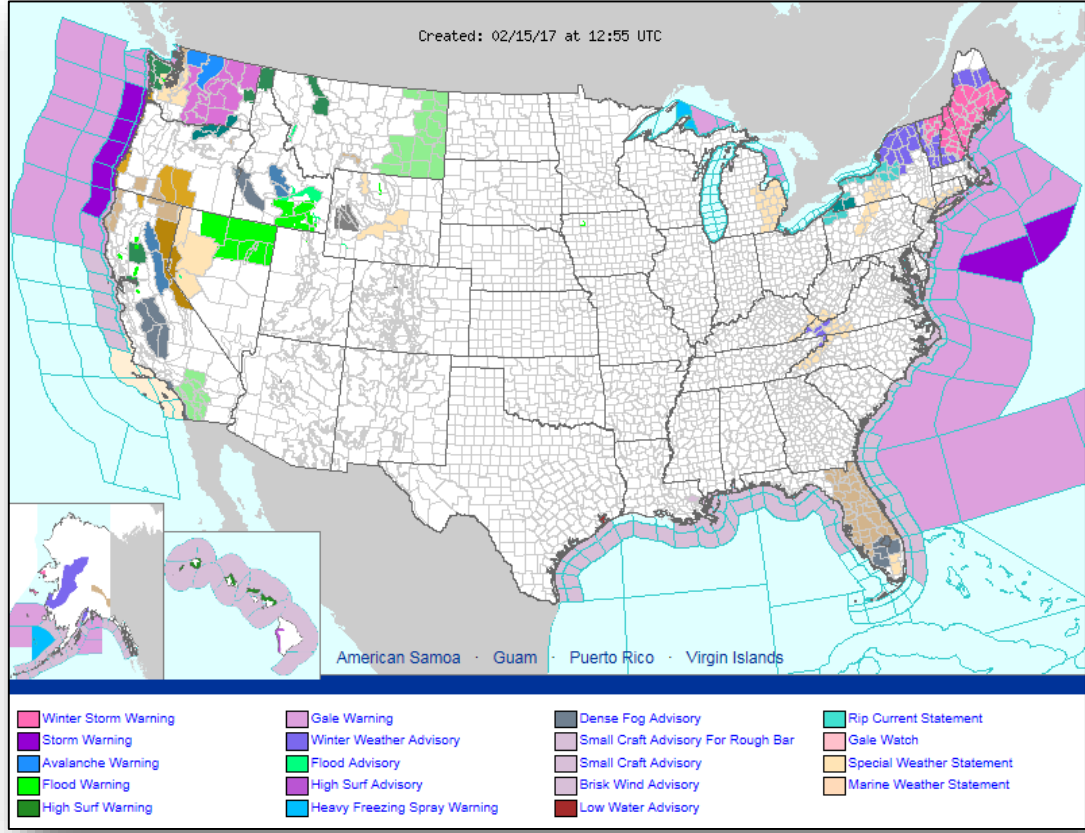 Created: 02/15/17 at 12:55 UTC
American Samoa · Guam · Puerto Rico · Virgin Islands
Winter Storm Warning
Storm Warning
Avalanche Warning
Flood Warning
High Surf Warning
Gale Warning
Winter Weather Advisory
Flood Advisory
High Surf Advisory
Heavy Freezing Spray Warning
Dense Fog Advisory
Small Craft Advisory For Rough Bar
Small Craft Advisory
Brisk Wind Advisory
Low Water Advisory
Rip Current Statement
Gale Watch
Special Weather Statement
Marine Weather Statement